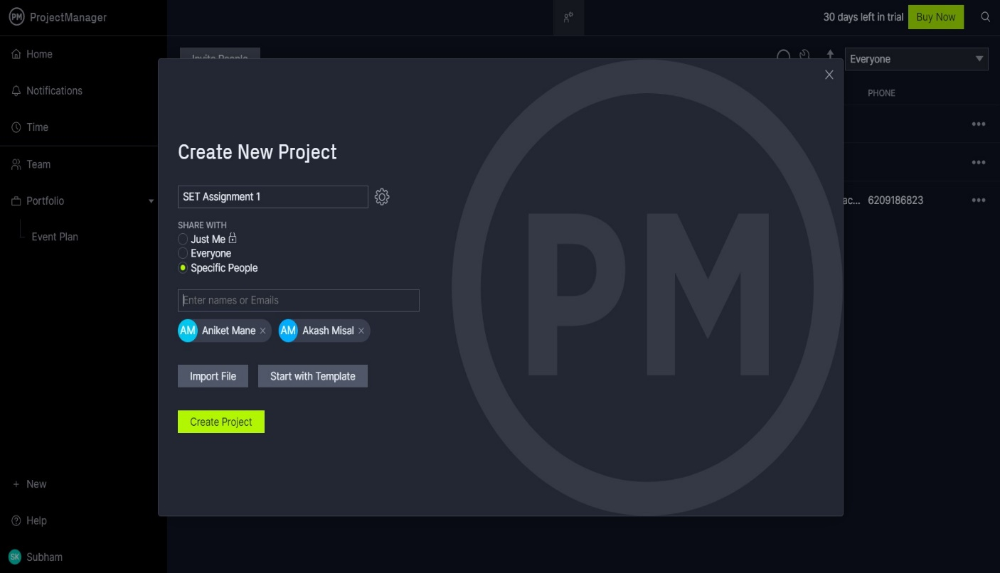 PM ProjectManager
30 days left in trial
Buy Now
Home
Invite People
Everyone
Notifications
PHONE
Time
Create New Project
Team
SET Assignment 1
Portfolio
ac... 6209186823
SHARE WITH
Event Plan
Just Me
Everyone
Specific People
Enter names or Emails
AM Aniket Mane × AM Akash Misal ×
Import File
Start with Template
Create Project
PM
+ New
Help
SK Subham